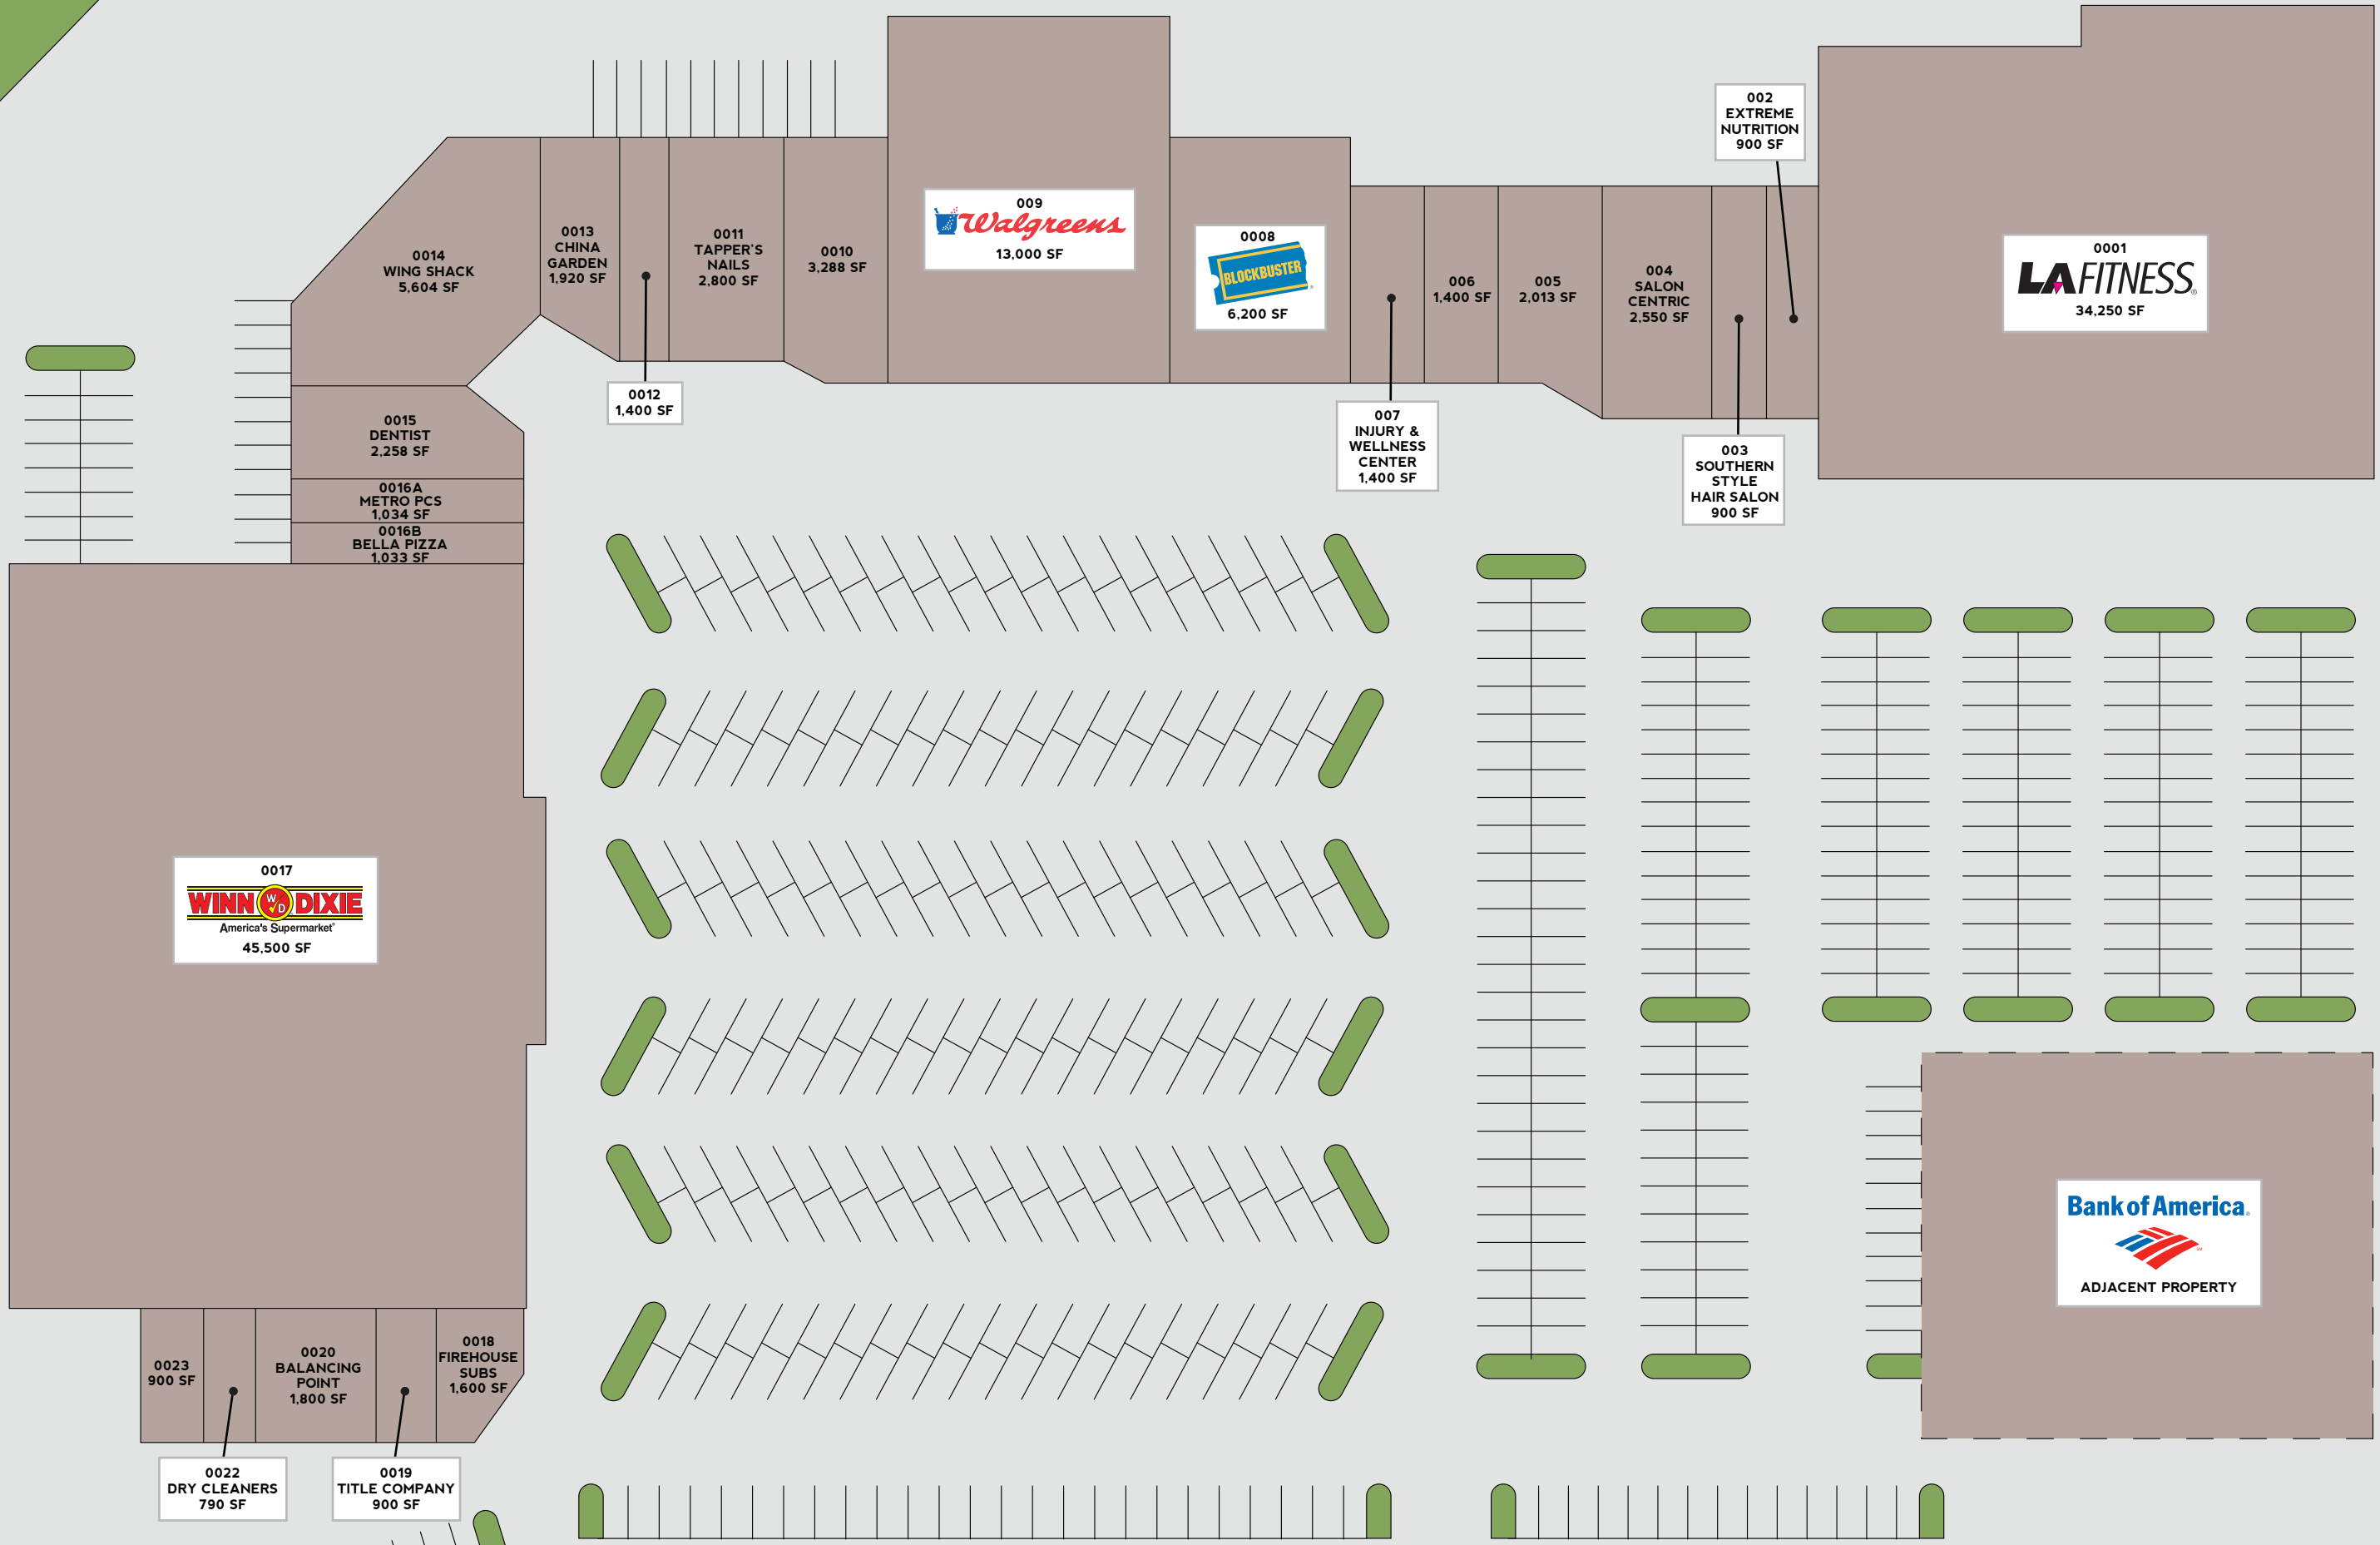 002
EXTREME
NUTRITION
900 SF
009
Walgreens
13,000 SF
0008
BLOCKBUSTER
6,200 SF
0001
LA FITNESS
34,250 SF
0014
WING SHACK
5,604 SF
0013
CHINA
GARDEN
1,920 SF
0011
TAPPER'S
NAILS
2,800 SF
0010
3,288 SF
006
1,400 SF
005
2,013 SF
004
SALON
CENTRIC
2,550 SF
0012
1,400 SF
007
INJURY &
WELLNESS
CENTER
1,400 SF
003
SOUTHERN
STYLE
HAIR SALON
900 SF
0015
DENTIST
2,258 SF
0016A
METRO PCS
1,034 SF
0016B
BELLA PIZZA
1,033 SF
0017
WINN WD DIXIE
America's Supermarket®
45,500 SF
Bank of America
ADJACENT PROPERTY
0023
900 SF
0020
BALANCING
POINT
1,800 SF
0018
FIREHOUSE
SUBS
1,600 SF
0022
DRY CLEANERS
790 SF
0019
TITLE COMPANY
900 SF